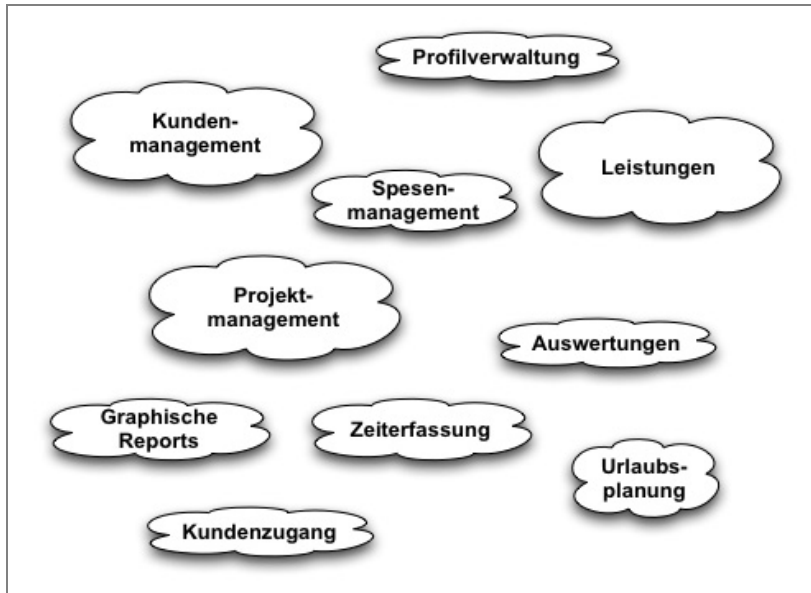 Profilverwaltung
Kunden-
management
Leistungen
Spesen-
management
Projekt-
management
Auswertungen
Graphische
Reports
Zeiterfassung
Urlaubs-
planung
Kundenzugang